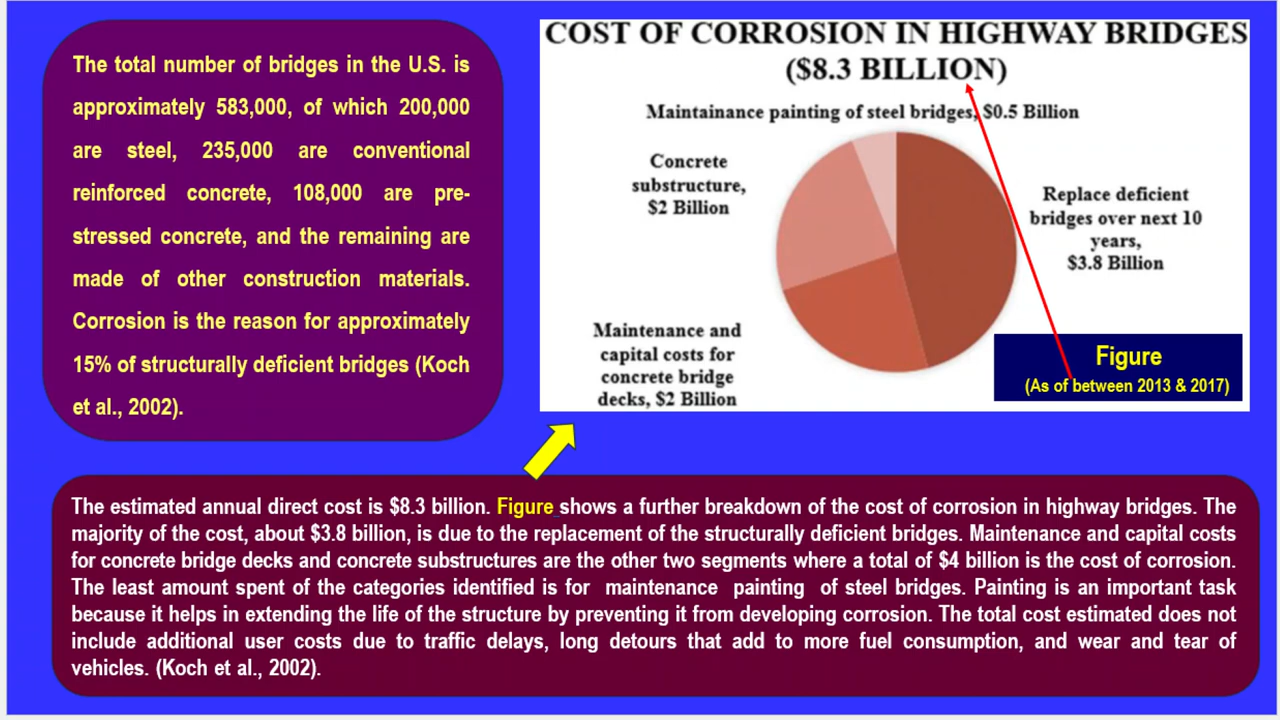 The total number of bridges in the U.S. is
approximately 583,000, of which 200,000
are steel, 235,000 are conventional
reinforced concrete, 108,000 are pre-
stressed concrete, and the remaining are
made of other construction materials.
Corrosion is the reason for approximately
15% of structurally deficient bridges (Koch
et al., 2002).
COST OF CORROSION IN HIGHWAY BRIDGES
($8.3 BILLION)
Maintainance painting of steel bridges, $0.5 Billion
Concrete
substructure,
$2 Billion
Replace deficient
bridges over next 10
years,
$3.8 Billion
Maintenance and
capital costs for
concrete bridge
decks, $2 Billion
Figure
(As of between 2013 & 2017)
The estimated annual direct cost is $8.3 billion. Figure shows a further breakdown of the cost of corrosion in highway bridges. The
majority of the cost, about $3.8 billion, is due to the replacement of the structurally deficient bridges. Maintenance and capital costs
for concrete bridge decks and concrete substructures are the other two segments where a total of $4 billion is the cost of corrosion.
The least amount spent of the categories identified is for maintenance painting of steel bridges. Painting is an important task
because it helps in extending the life of the structure by preventing it from developing corrosion. The total cost estimated does not
include additional user costs due to traffic delays, long detours that add to more fuel consumption, and wear and tear of
vehicles. (Koch et al., 2002).